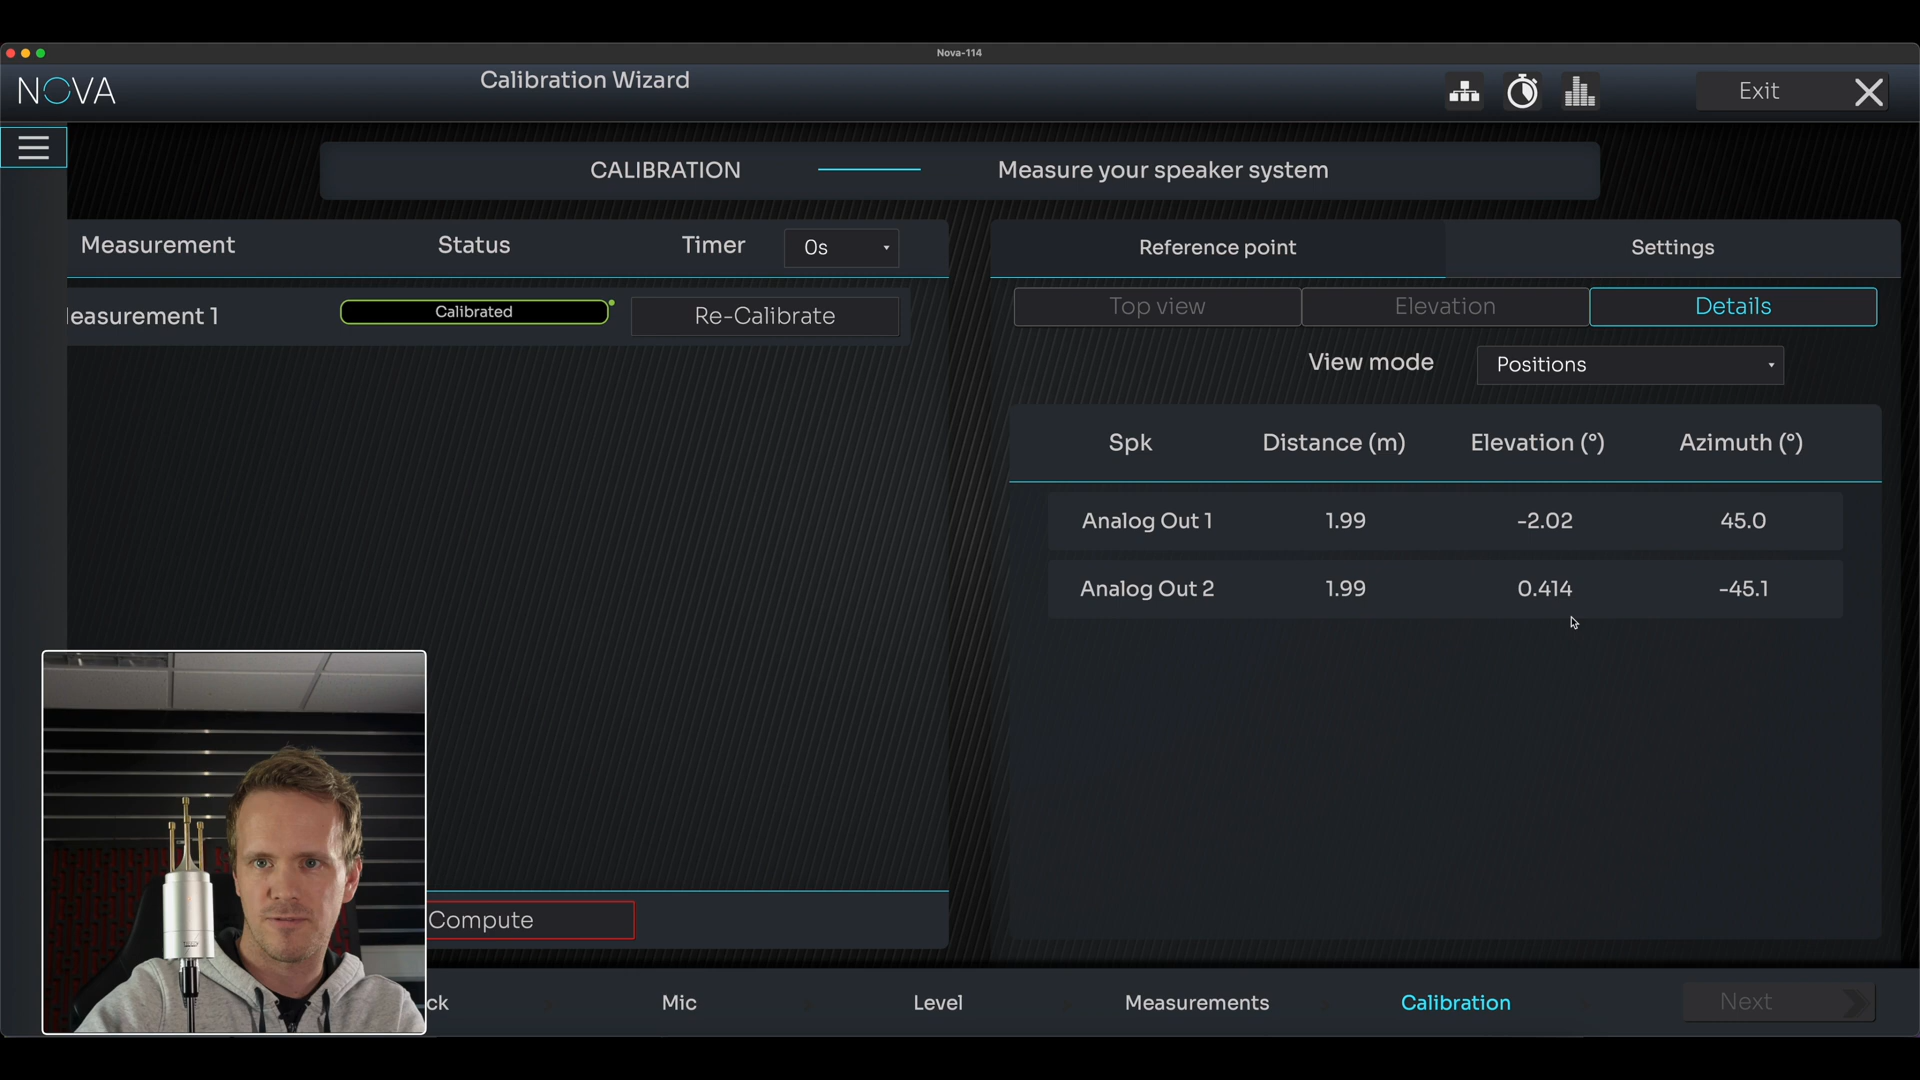 Nova-114
NOVA
Calibration Wizard
Exit
CALIBRATION
Measure your speaker system
Measurement Status Timer 0s
easurement 1 Calibrated Re-Calibrate
Compute
Reference point Settings
Top view Elevation Details
View mode Positions
Spk Distance (m) Elevation (°) Azimuth (°)
Analog Out 1 1.99 -2.02 45.0
Analog Out 2 1.99 0.414 -45.1
ck Mic Level Measurements Calibration Next